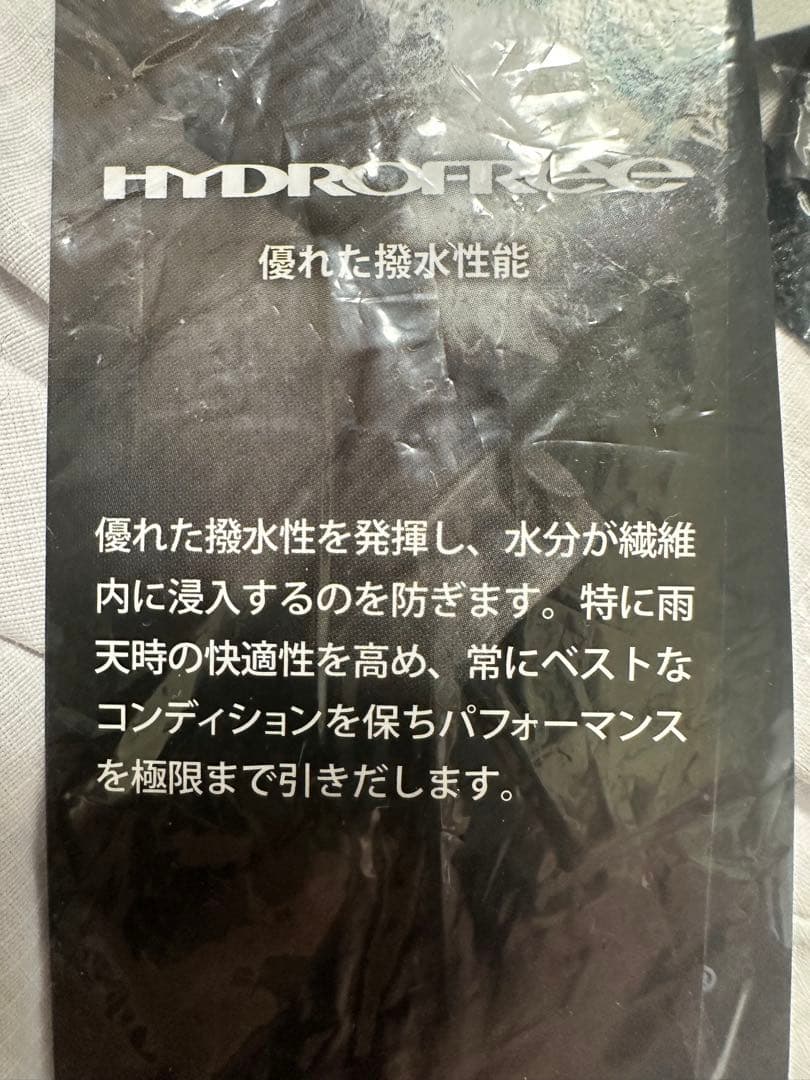 HYDROFREE
優れた撥水性能
優れた撥水性を発揮し、水分が繊維
内に浸入するのを防ぎます。特に雨
天時の快適性を高め、常にベストな
コンディションを保ちパフォーマンス
を極限まで引きだします。